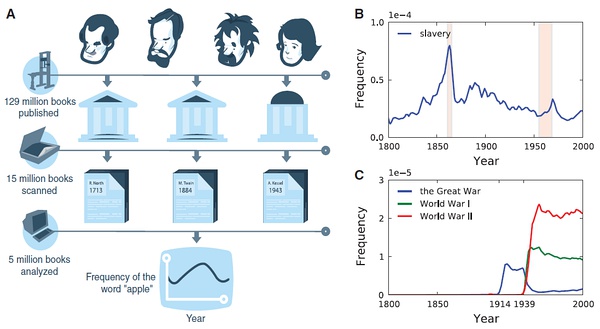 A
129 million books
published
15 million books
scanned
R. North
1713
M. Twain
1884
A. Recall
1943
5 million books
analyzed
Frequency of the
word "apple"
Year
B
1e-4
slavery
1.0
0.5
0.0
Frequency
1800
1850
1900
1950
2000
Year
C
1e-5
the Great War
World War I
World War II
3
2
1
0
Frequency
1800
1850
1914
1939
2000
Year